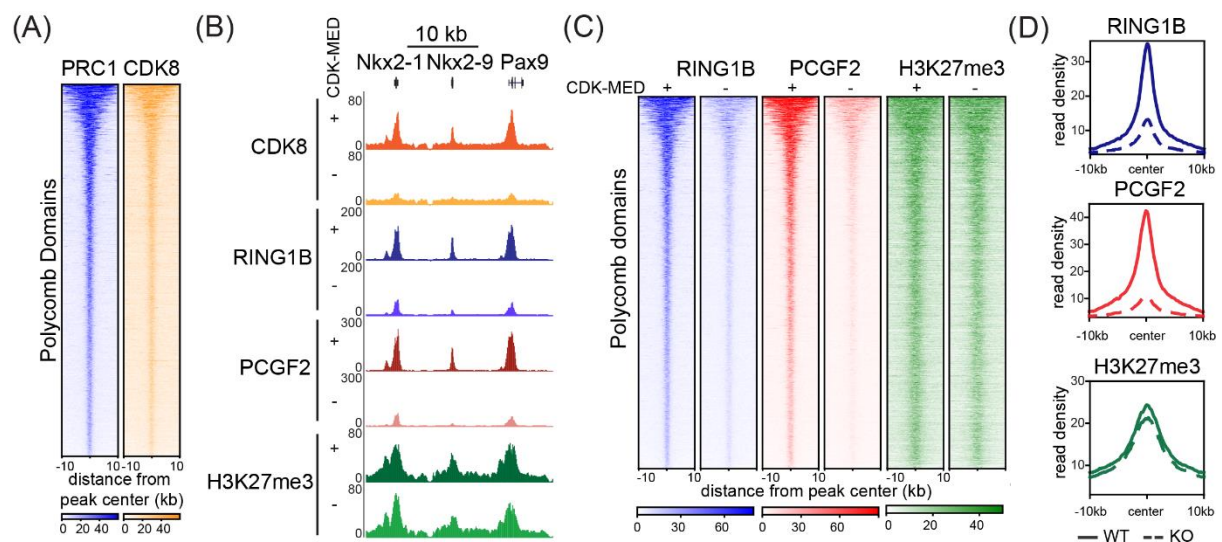 (A)
PRC1 CDK8
Polycomb Domains
-10 10 -10 10
distance from
peak center (kb)
0 20 40 0 20 40
(B)
CDK-MED
10 kb
Nkx2-1 Nkx2-9 Pax9
CDK8
+
80
0
-
80
0
RING1B
+
200
0
-
200
0
PCGF2
+
300
0
-
300
0
H3K27me3
+
80
0
-
80
0
(C)
RING1B PCGF2 H3K27me3
CDK-MED + - + - + -
Polycomb domains
-10 10 -10 10 -10 10
distance from peak center (kb)
0 30 60 0 30 60 0 20 40
(D)
RING1B
read density
30
20
10
-10kb center 10kb
PCGF2
read density
40
30
20
10
-10kb center 10kb
H3K27me3
read density
30
20
10
-10kb center 10kb
WT KO